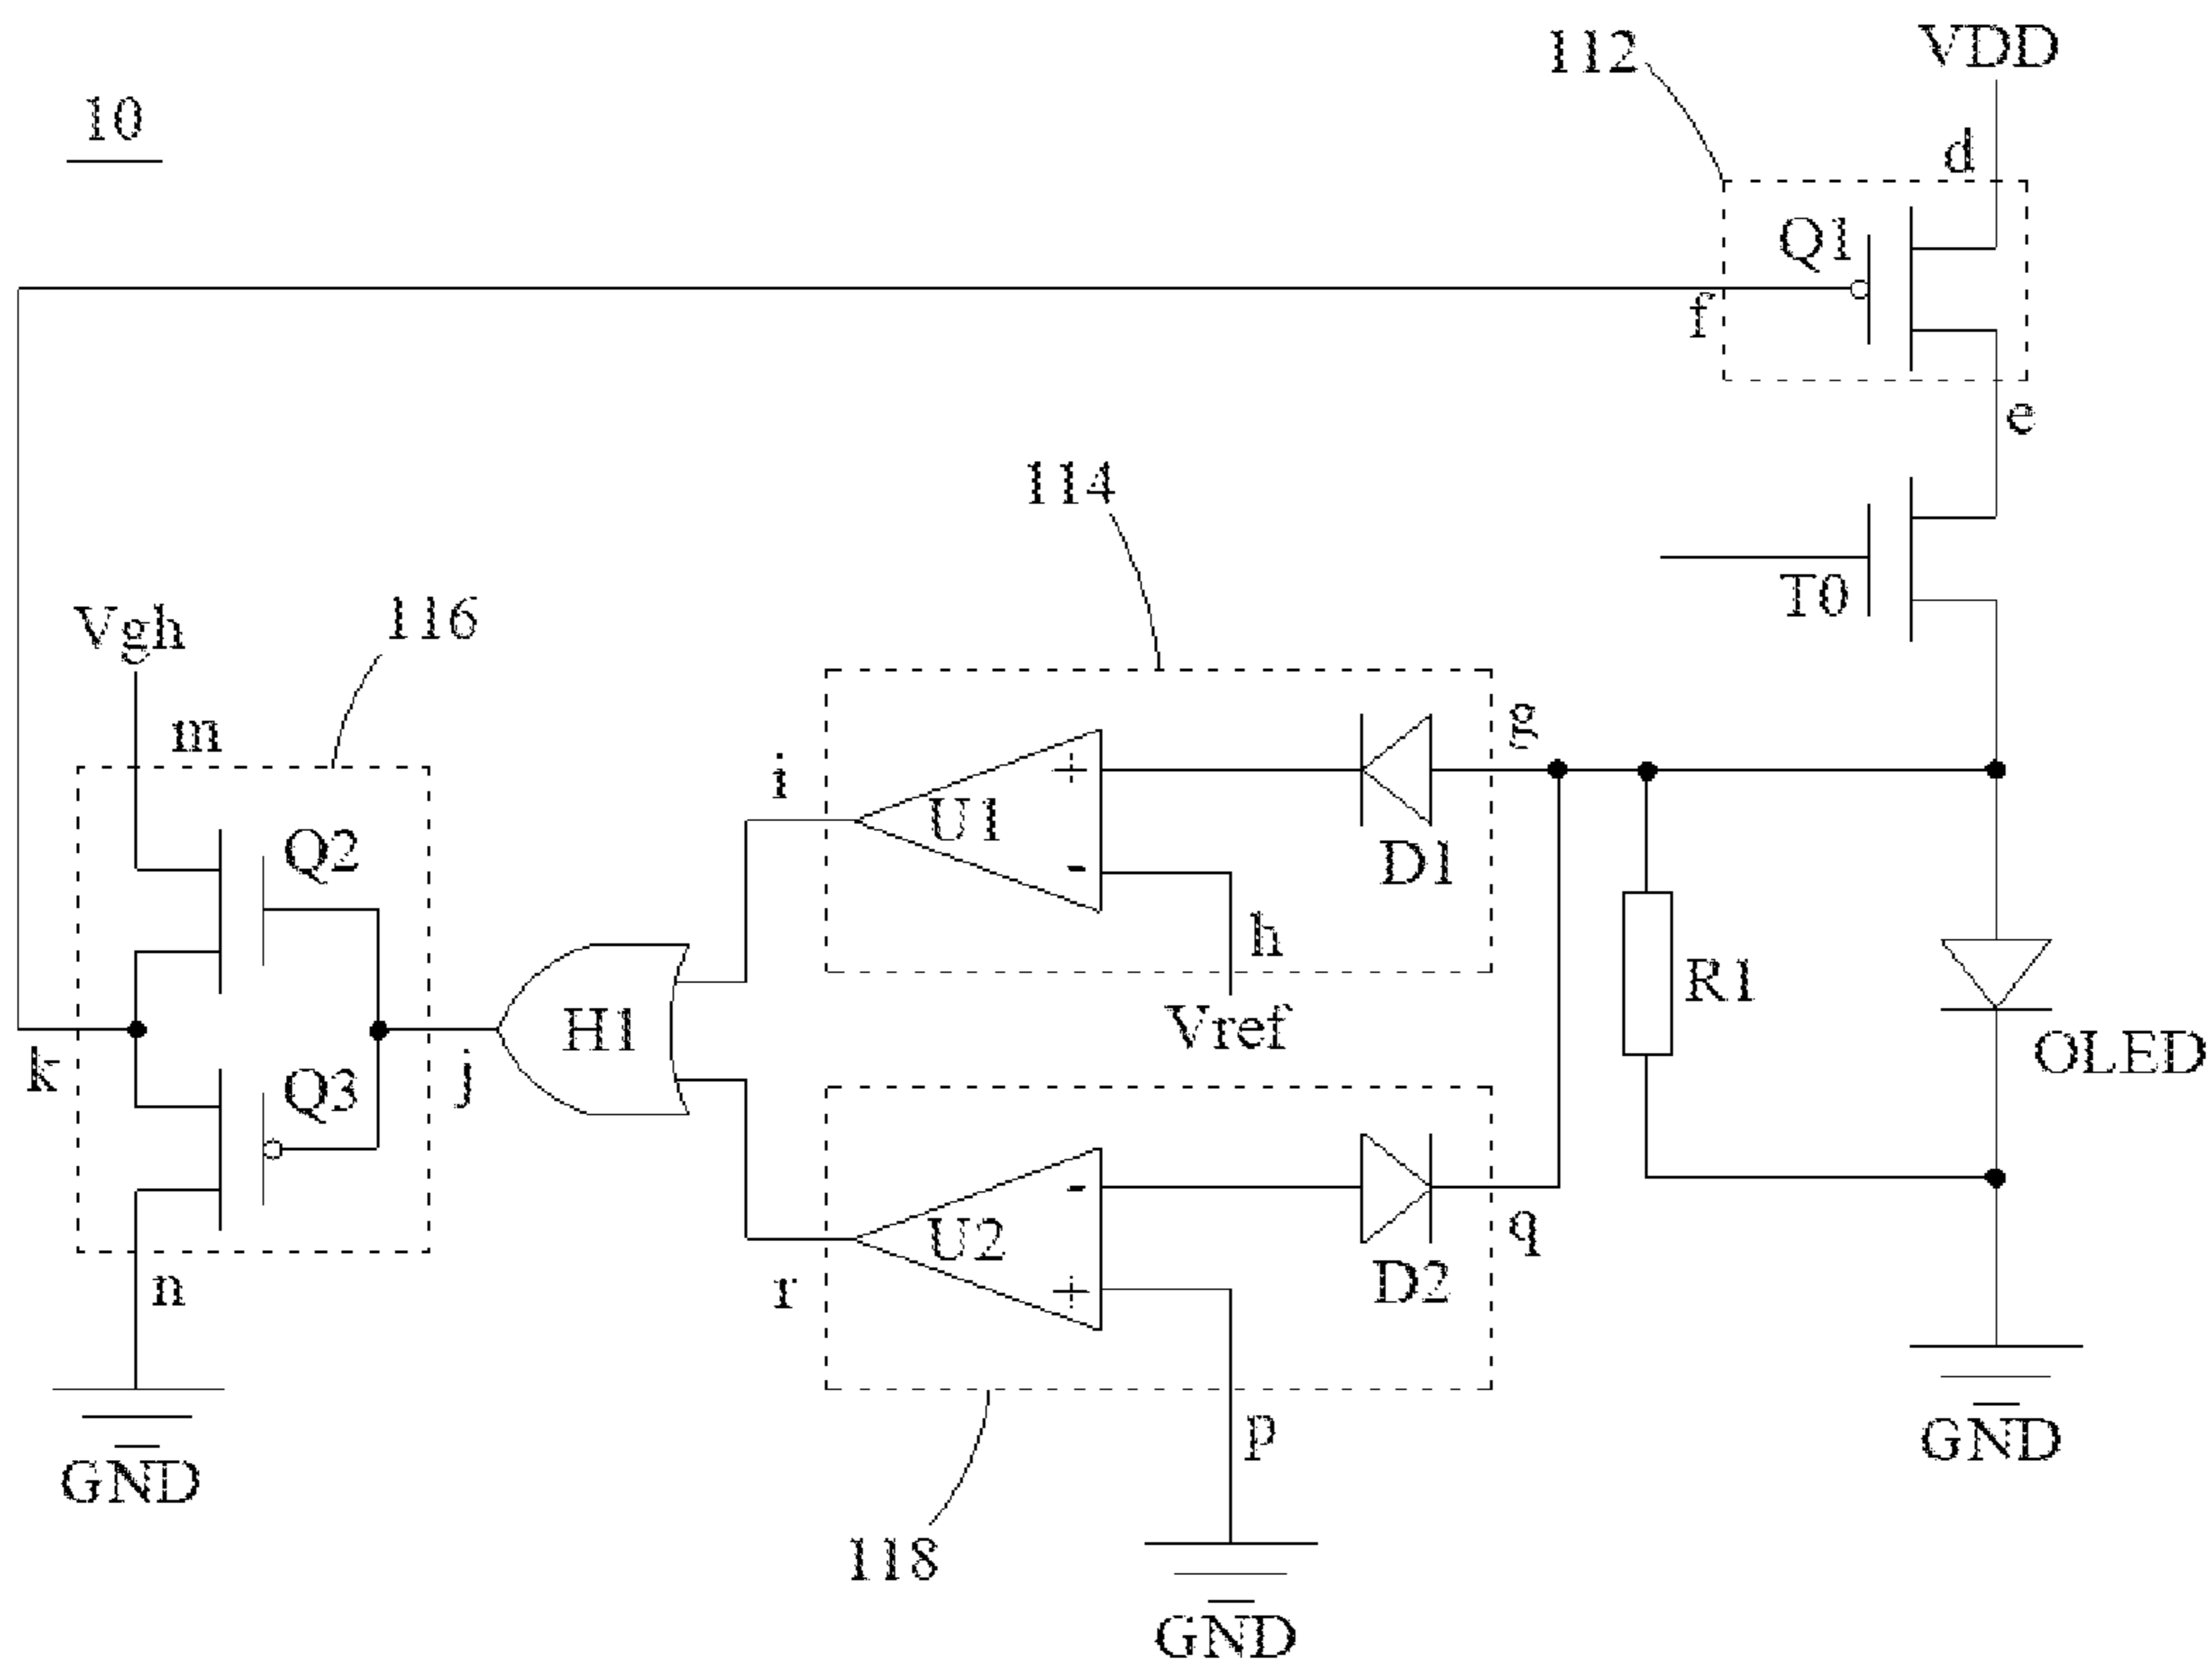 112
VDD
10
d
Q1
f
e
114
T0
Vgh
116
m
g
i
+
U1
Q2
D1
-
h
R1
H1
Vref
OLED
k
j
Q3
-
U2
q
r
n
+
D2
p
GND
GND
118
GND